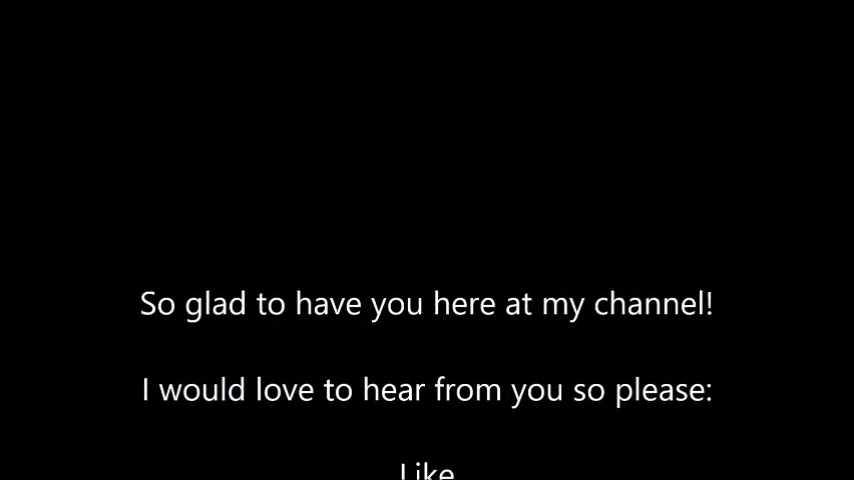 So glad to have you here at my channel!
I would love to hear from you so please:
Like